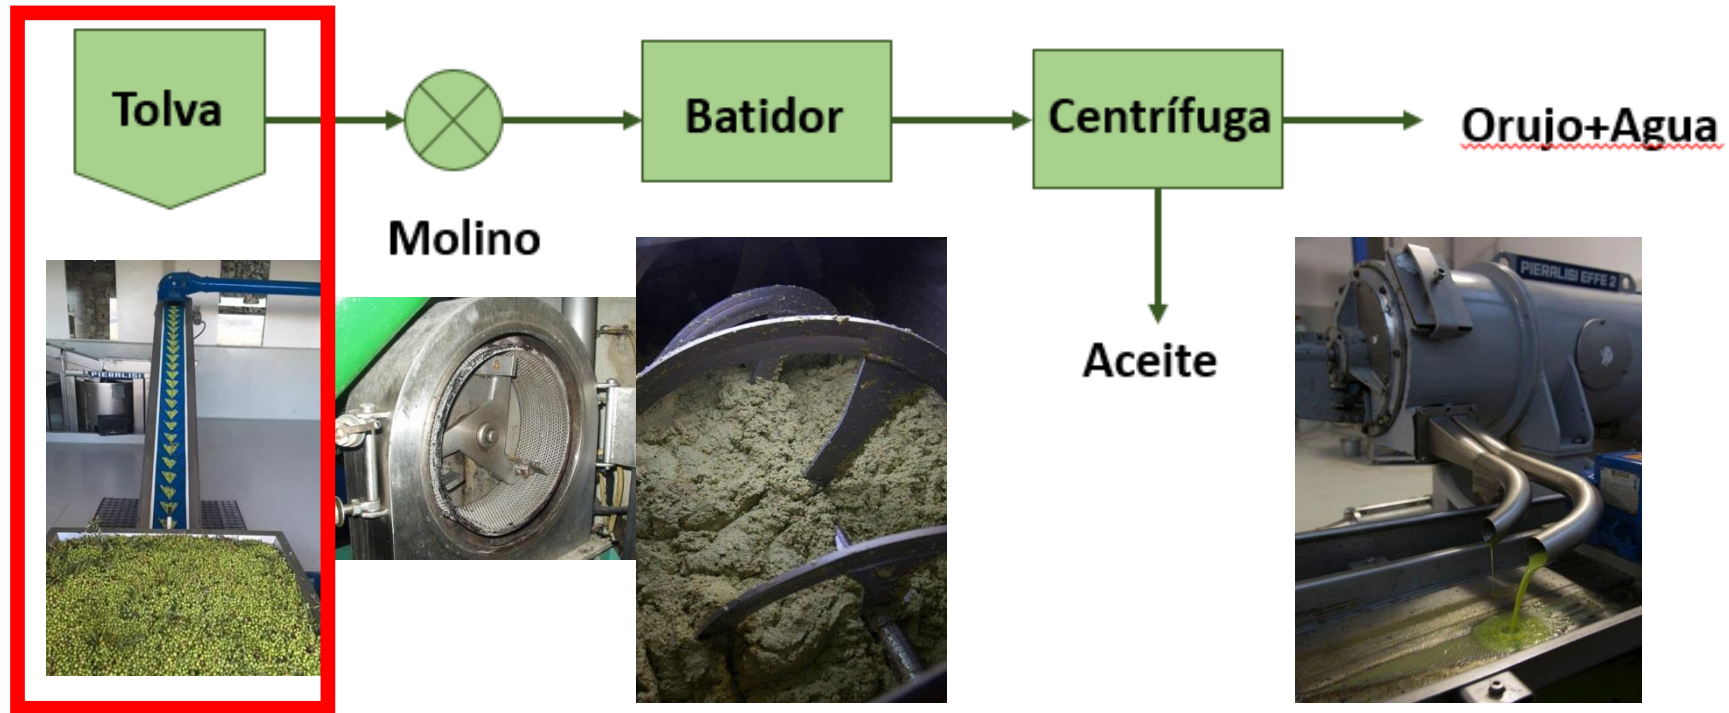 Tolva
Molino
Batidor
Centrífuga
Orujo+Agua
Aceite
PIERALISI
PIERALISI EFFE 2